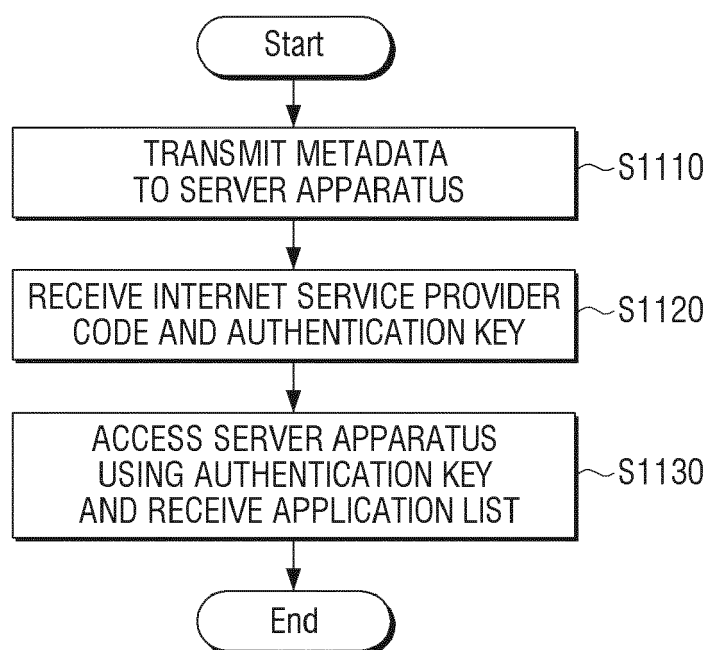 Start
TRANSMIT METADATA
TO SERVER APPARATUS
S1110
RECEIVE INTERNET SERVICE PROVIDER
CODE AND AUTHENTICATION KEY
S1120
ACCESS SERVER APPARATUS
USING AUTHENTICATION KEY
AND RECEIVE APPLICATION LIST
S1130
End